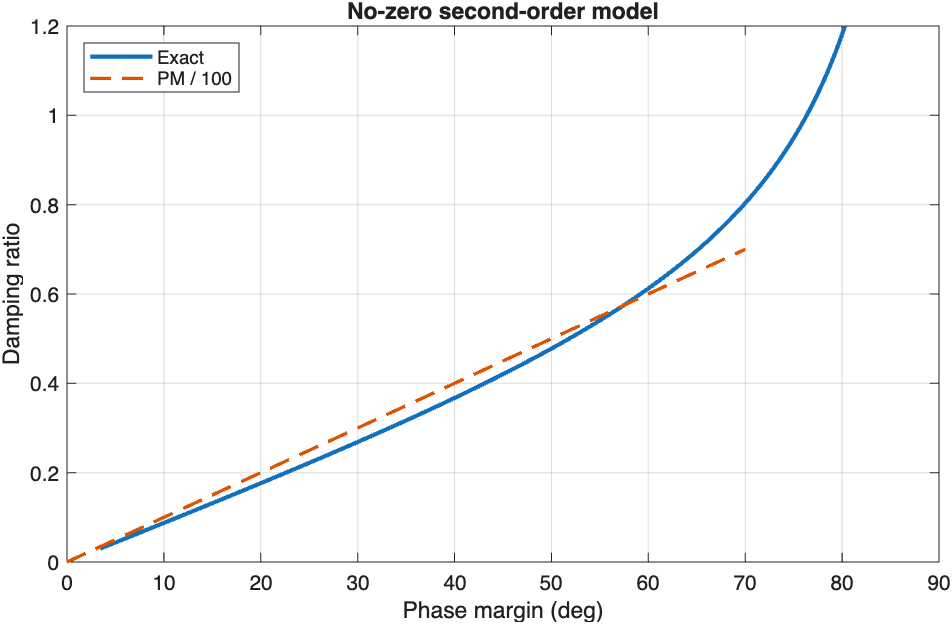 No-zero second-order model
Exact
PM / 100
Damping ratio
1.2
1
0.8
0.6
0.4
0.2
0
0 10 20 30 40 50 60 70 80 90
Phase margin (deg)